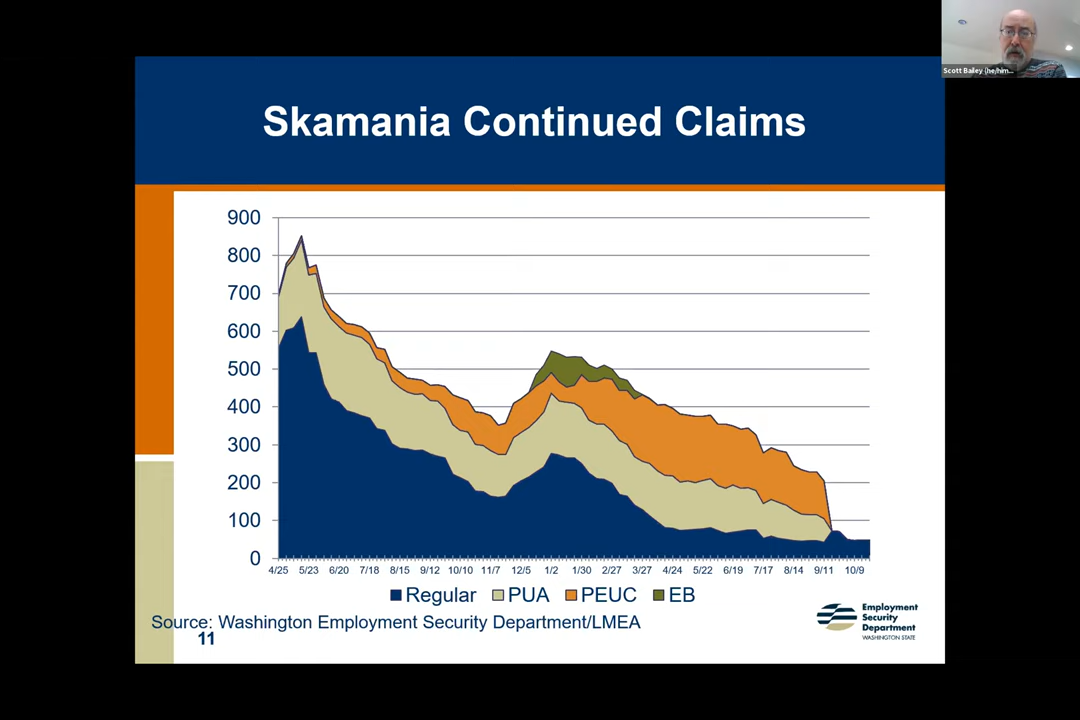 Scott Bailey (he/him...
Skamania Continued Claims
900
800
700
600
500
400
300
200
100
0
4/25 5/23 6/20 7/18 8/15 9/12 10/10 11/7 12/5 1/2 1/30 2/27 3/27 4/24 5/22 6/19 7/17 8/14 9/11 10/9
Regular PUA PEUC EB
Source: Washington Employment Security Department/LMEA
11
Employment
Security
Department
WASHINGTON STATE